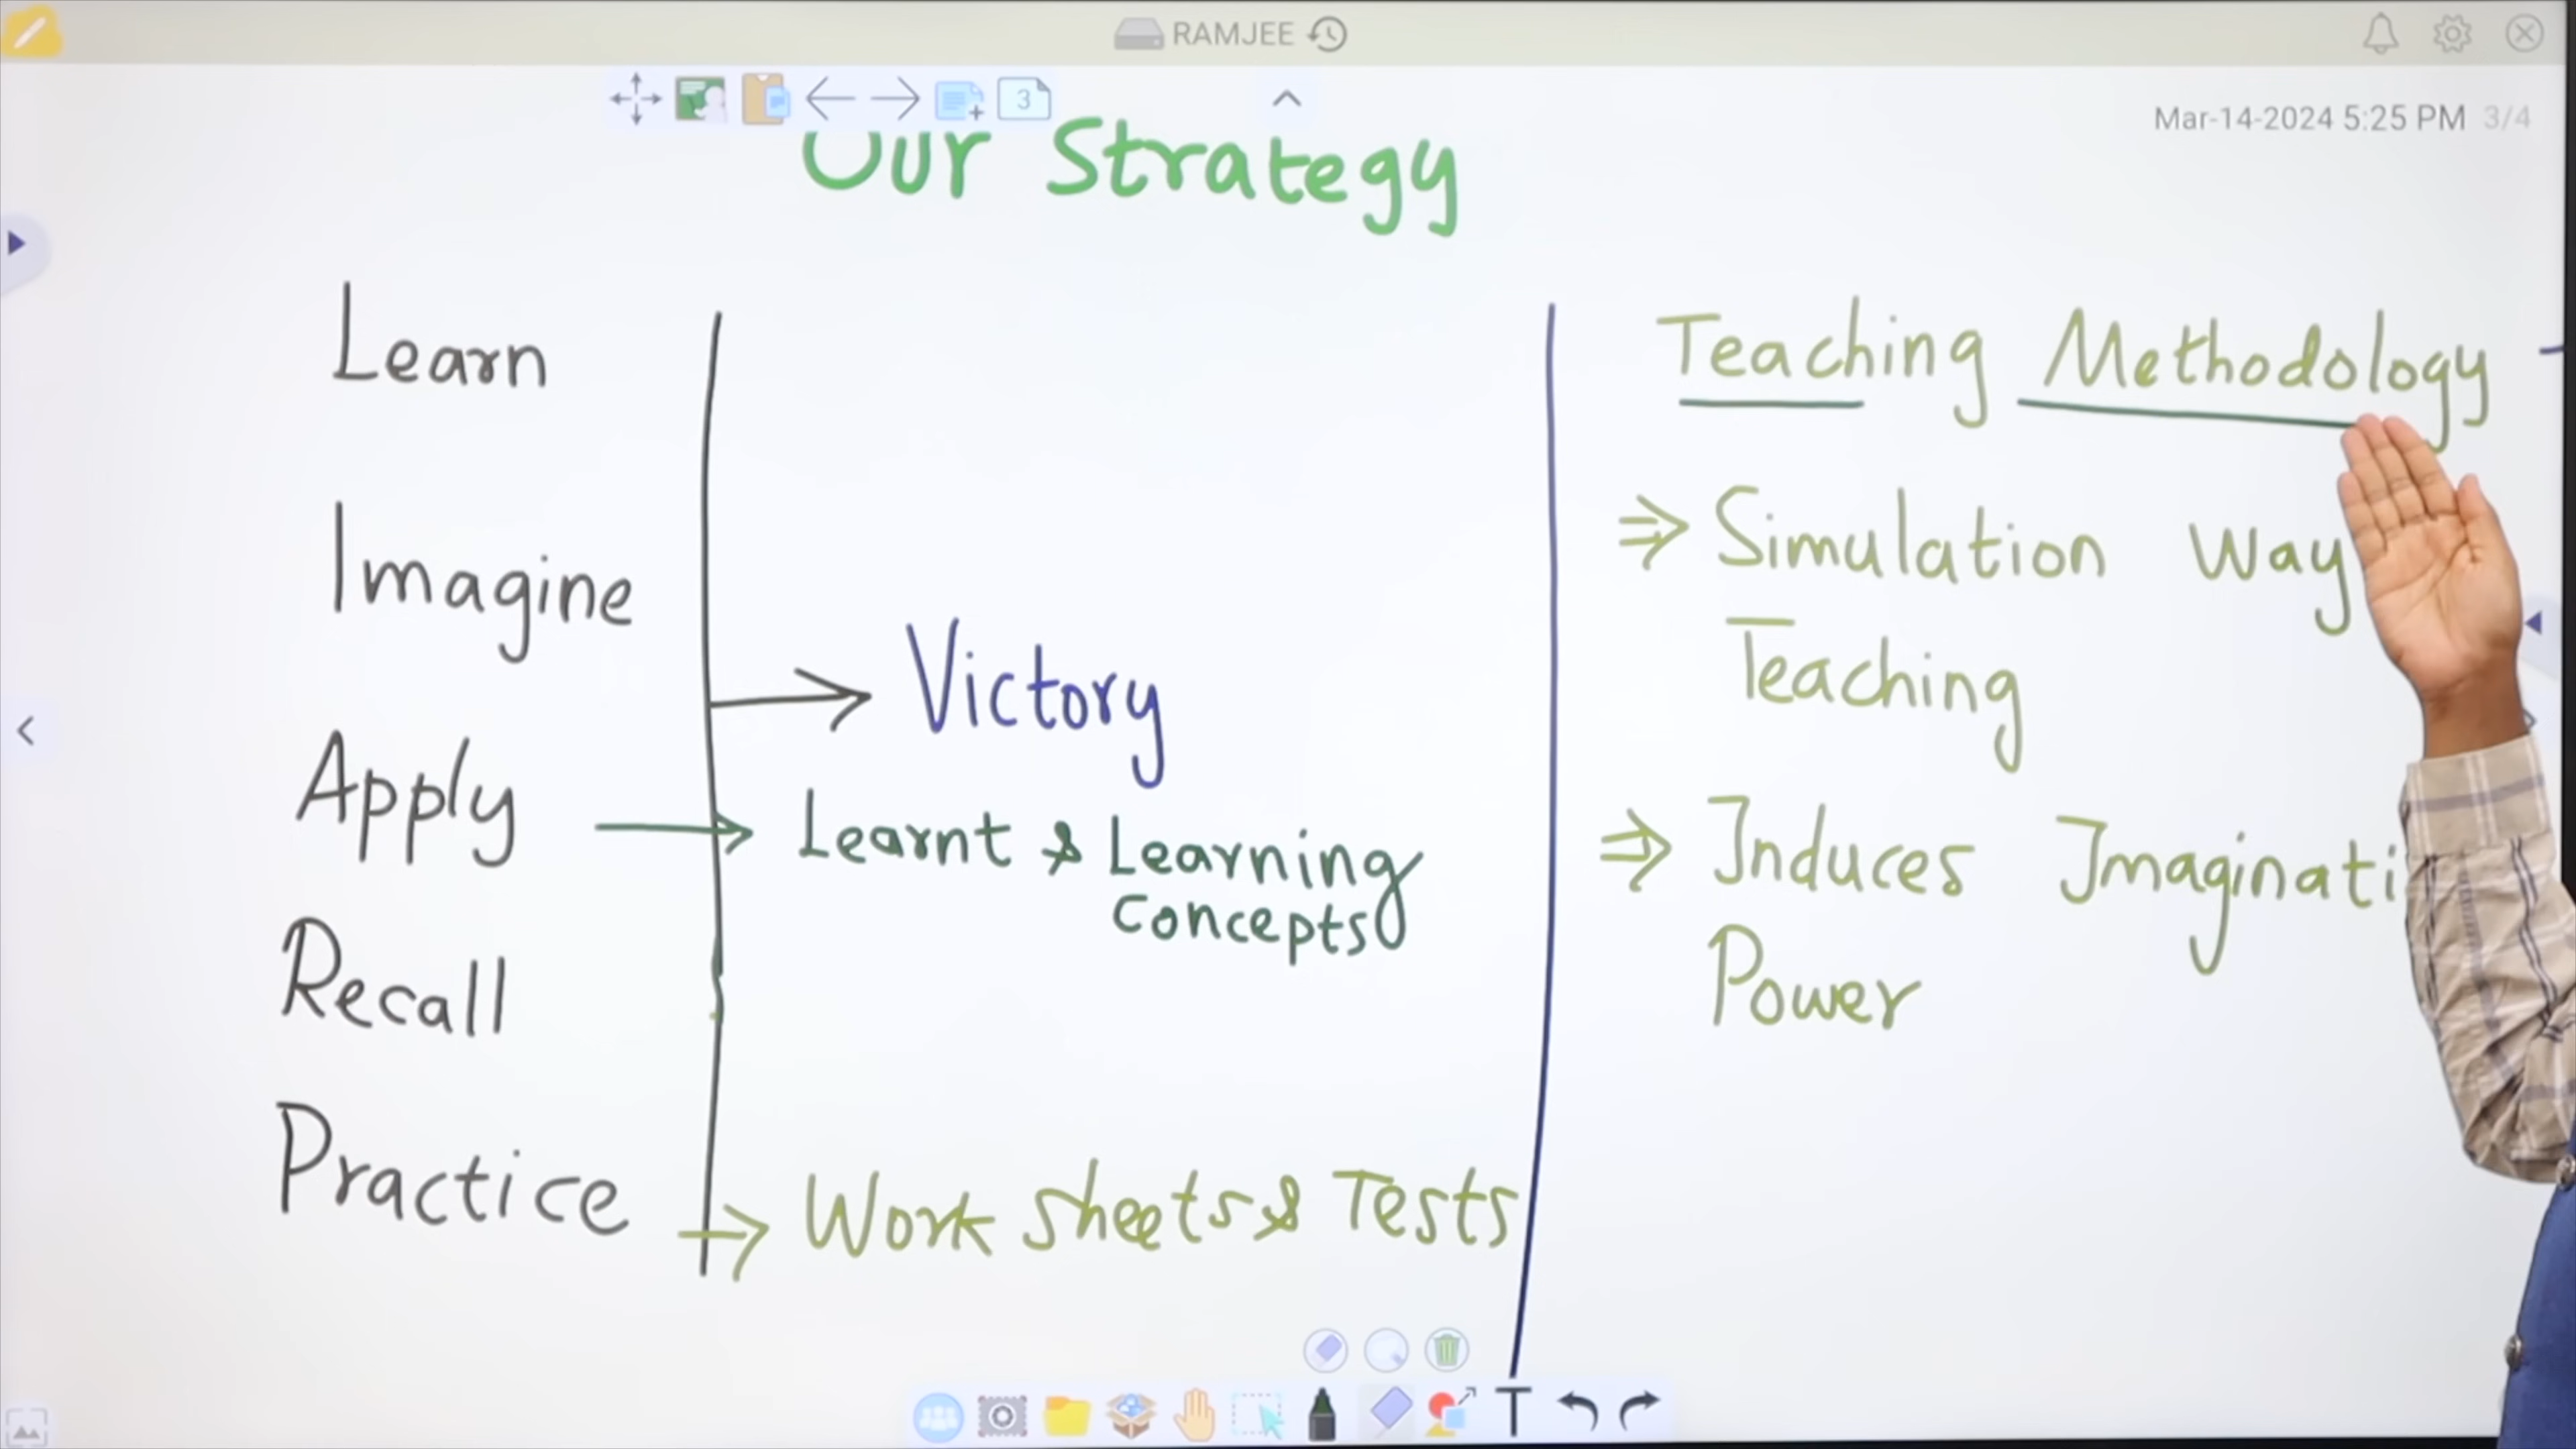 RAMJEE
3
Mar-14-2024 5:25 PM 3/4
Our Strategy
Learn
Imagine
Apply
Recall
Practice
Victory
Learnt & Learning
concepts
Work sheets & Tests
Teaching Methodology
⇒ Simulation way
Teaching
⇒ Induces Imaginati
Power
T